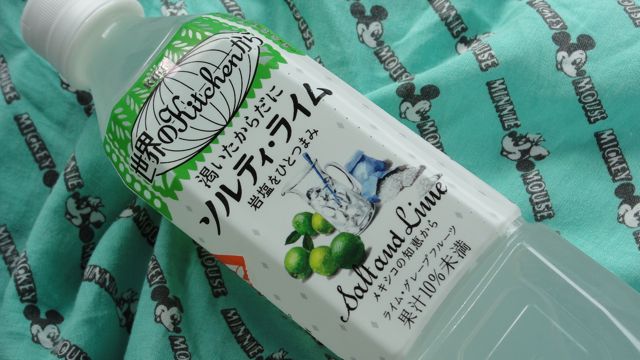 KIRIN
世界のKitchenから
渇いたからだに
ソルティ・ライム
岩塩をひとつまみ
Salt and Lime
メキシコの知恵から
ライム・グレープフルーツ
果汁10%未満
MICKEY
MOUSE
MINNIE
MOUSE